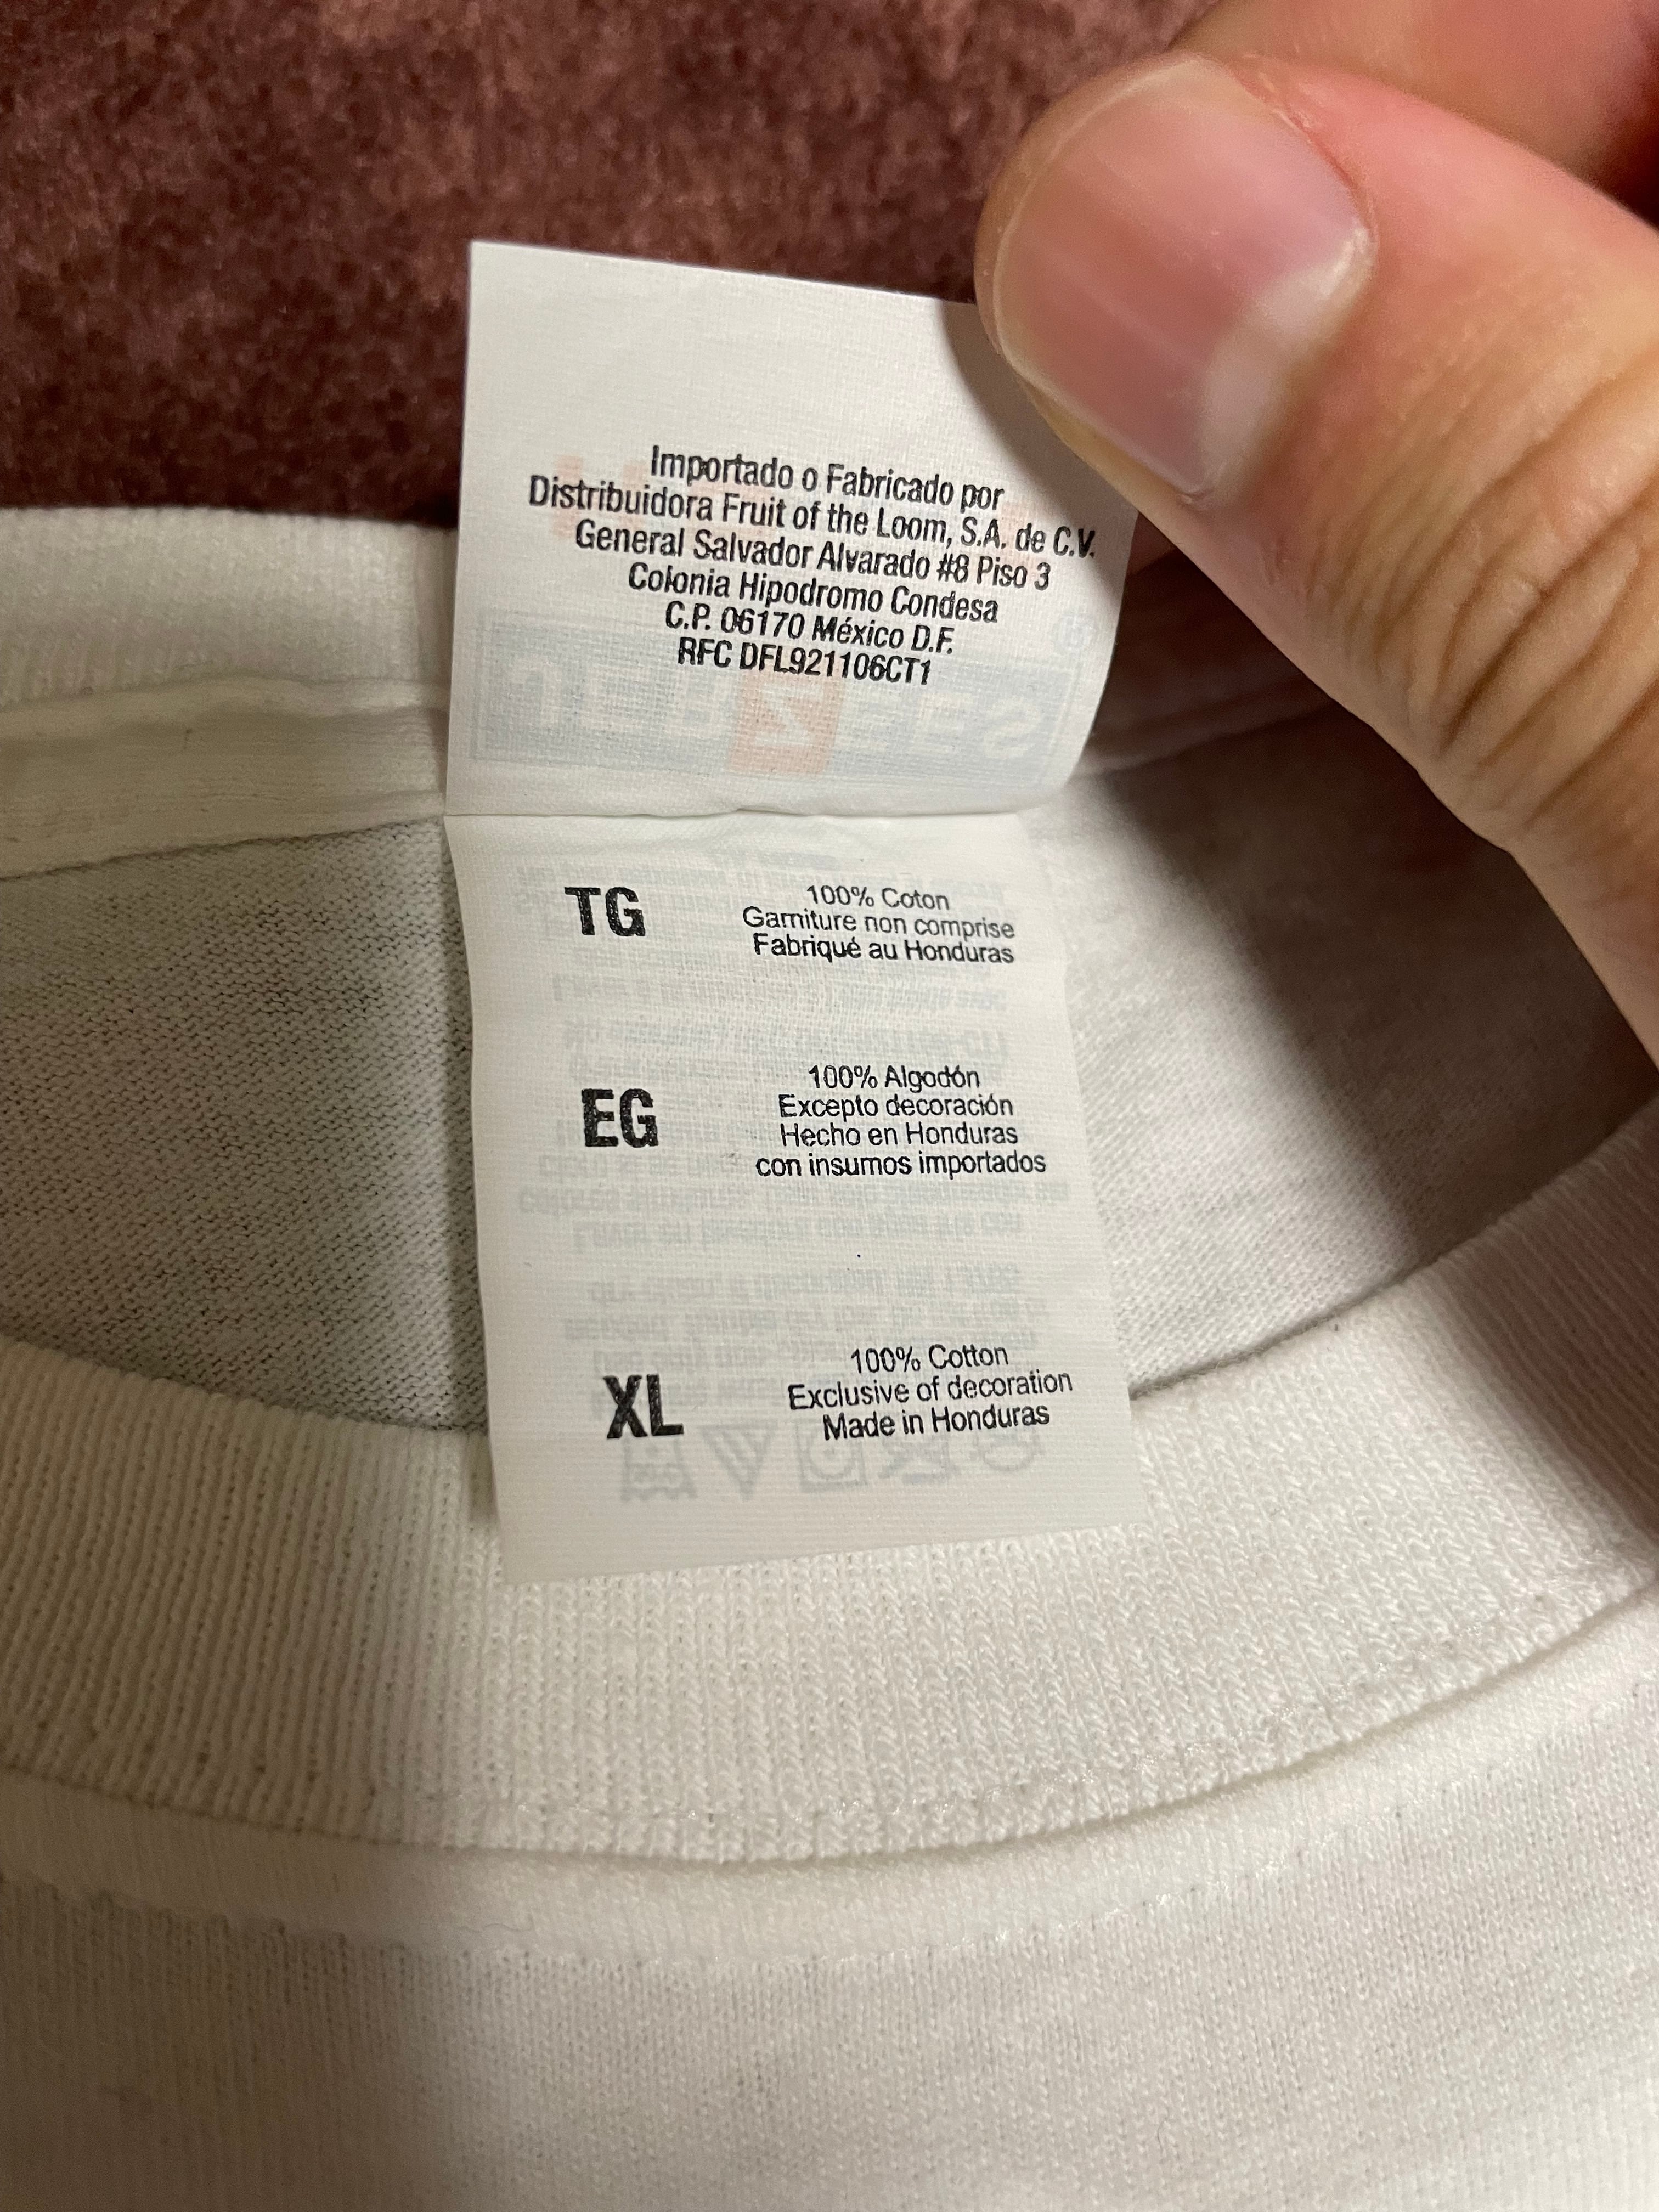 Importado o Fabricado por
Distribuidora Fruit of the Loom, S.A. de C.V.
General Salvador Alvarado #8 Piso 3
Colonia Hipodromo Condesa
C.P. 06170 México D.F.
RFC DFL921106CT1
TG
100% Coton
Garniture non comprise
Fabriqué au Honduras
EG
100% Algodón
Excepto decoración
Hecho en Honduras
con insumos importados
XL
100% Cotton
Exclusive of decoration
Made in Honduras